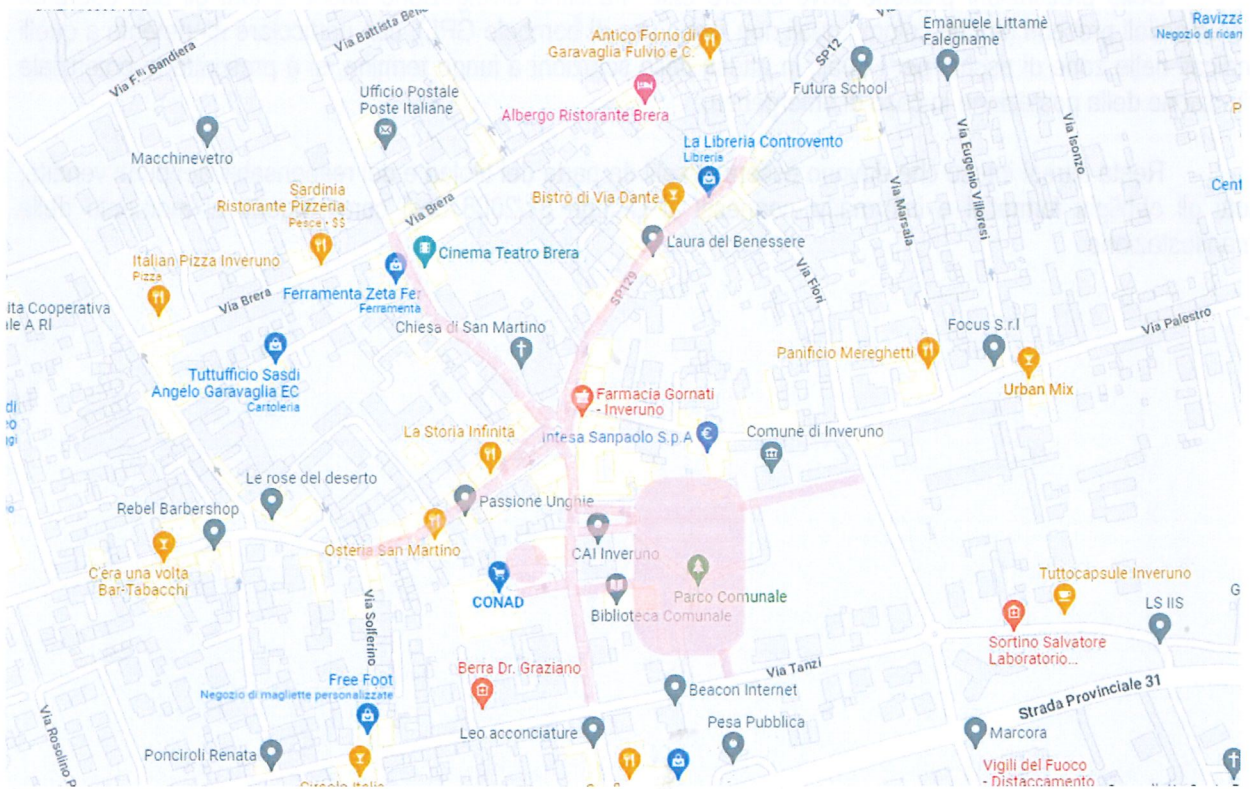 Via F.lli Bandiera
Via Battista
Antico Forno di
Garavaglia Fulvio e C.
SP12
Emanuele Littamè
Falegname
Ravizza
Negozio di
Futura School
Ufficio Postale
Poste Italiane
Albergo Ristorante Brera
Macchinevetro
La Libreria Controvento
Libreria
Via Isonzo
Via Eugenio Villoresi
Via Marsala
Sardinia
Ristorante Pizzeria
Pesce · $$
Via Brera
Bistrò di Via Dante
L'aura del Benessere
Cinema Teatro Brera
Italian Pizza Inveruno
Pizza
Via Fiori
SP129
Ferramenta Zeta Fer
Ferramenta
Via Brera
Cooperativa
Chiesa di San Martino
Focus S.r.l
Via Palestro
Panificio Mereghetti
Urban Mix
Tuttufficio Sasdi
Angelo Garavaglia EC
Cartoleria
Farmacia Gornati
- Inveruno
La Storia Infinita
Intesa Sanpaolo S.p.A
Comune di Inveruno
Le rose del deserto
Passione Unghie
Rebel Barbershop
Osteria San Martino
CAI Inveruno
C'era una volta
Bar-Tabacchi
CONAD
Parco Comunale
Biblioteca Comunale
Tuttocapsule Inveruno
LS IIS
Sortino Salvatore
Laboratorio...
Via Solferino
Berra Dr. Graziano
Via Tanzi
Free Foot
Negozio di magliette personalizzate
Beacon Internet
Strada Provinciale 31
Via Rosolino
Leo acconciature
Pesa Pubblica
Marcora
Ponciroli Renata
Vigili del Fuoco
- Distaccamento
Circolo Italia